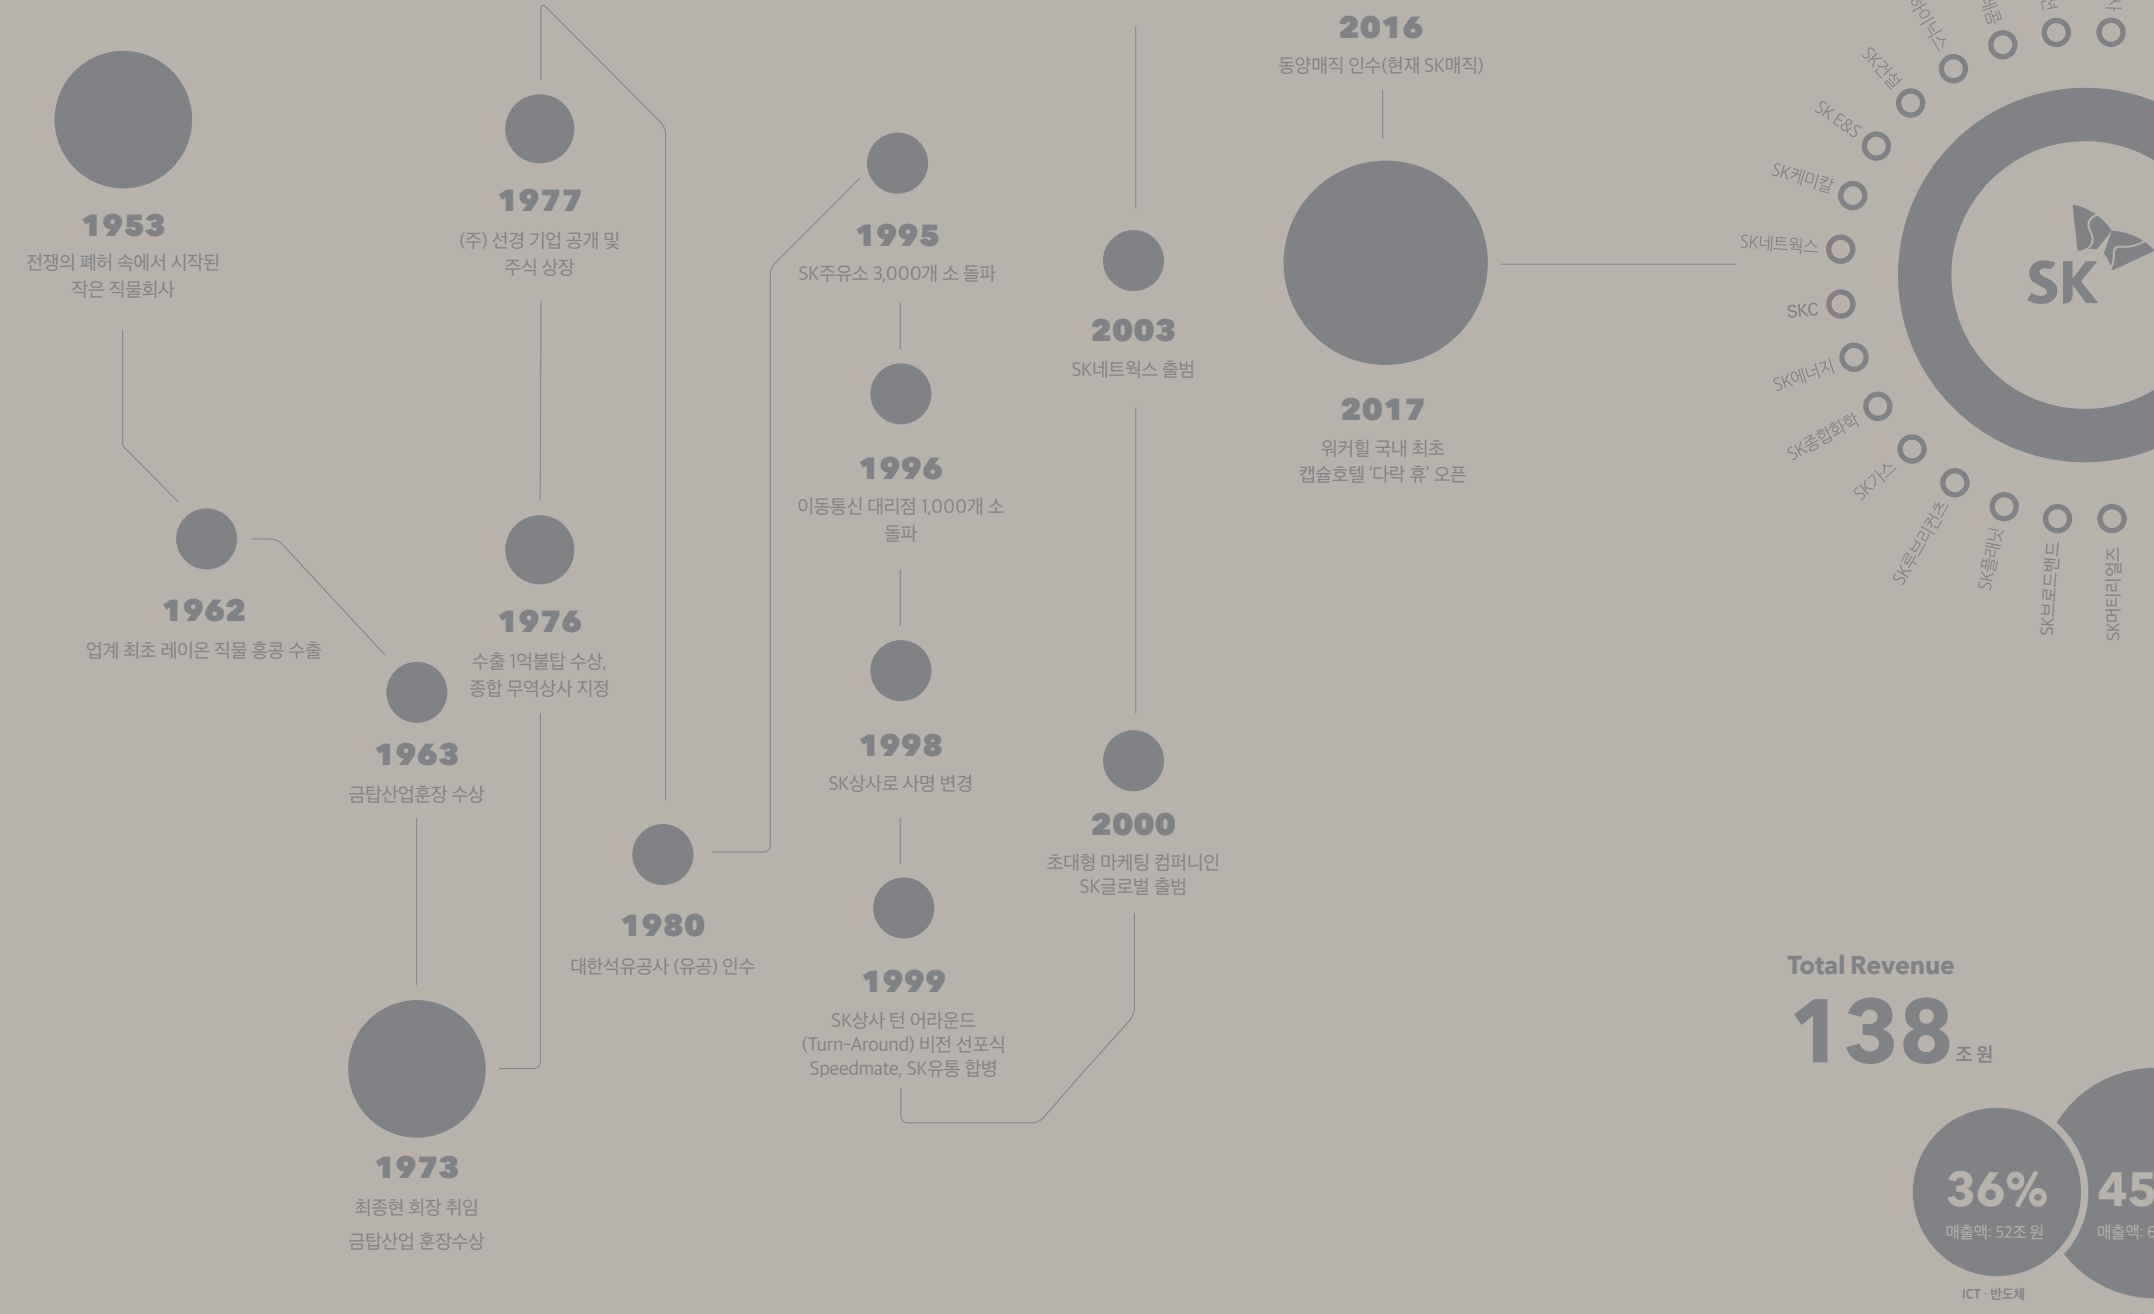 1953
전쟁의 폐허 속에서 시작된
작은 직물회사
1962
업계 최초 레이온 직물 홍콩 수출
1963
금탑산업훈장 수상
1973
최종현 회장 취임
금탑산업 훈장수상
1976
수출 1억불탑 수상,
종합 무역상사 지정
1977
(주) 선경 기업 공개 및
주식 상장
1980
대한석유공사 (유공) 인수
1995
SK주유소 3,000개 소 돌파
1996
이동통신 대리점 1,000개 소
돌파
1998
SK상사로 사명 변경
1999
SK상사 턴 어라운드
(Turn-Around) 비전 선포식
Speedmate, SK유통 합병
2000
초대형 마케팅 컴퍼니인
SK글로벌 출범
2003
SK네트웍스 출범
2016
동양매직 인수(현재 SK매직)
2017
워커힐 국내 최초
캡슐호텔 ‘다락 휴’ 오픈
하이닉스
SK건설
SK E&S
SK케미칼
SK네트웍스
SKC
SK에너지
SK종합화학
SK가스
SK루브리컨츠
SK플래닛
SK브로드밴드
SK머티리얼즈
SK
Total Revenue
138조 원
36%
매출액: 52조 원
ICT · 반도체
45
매출액: 6